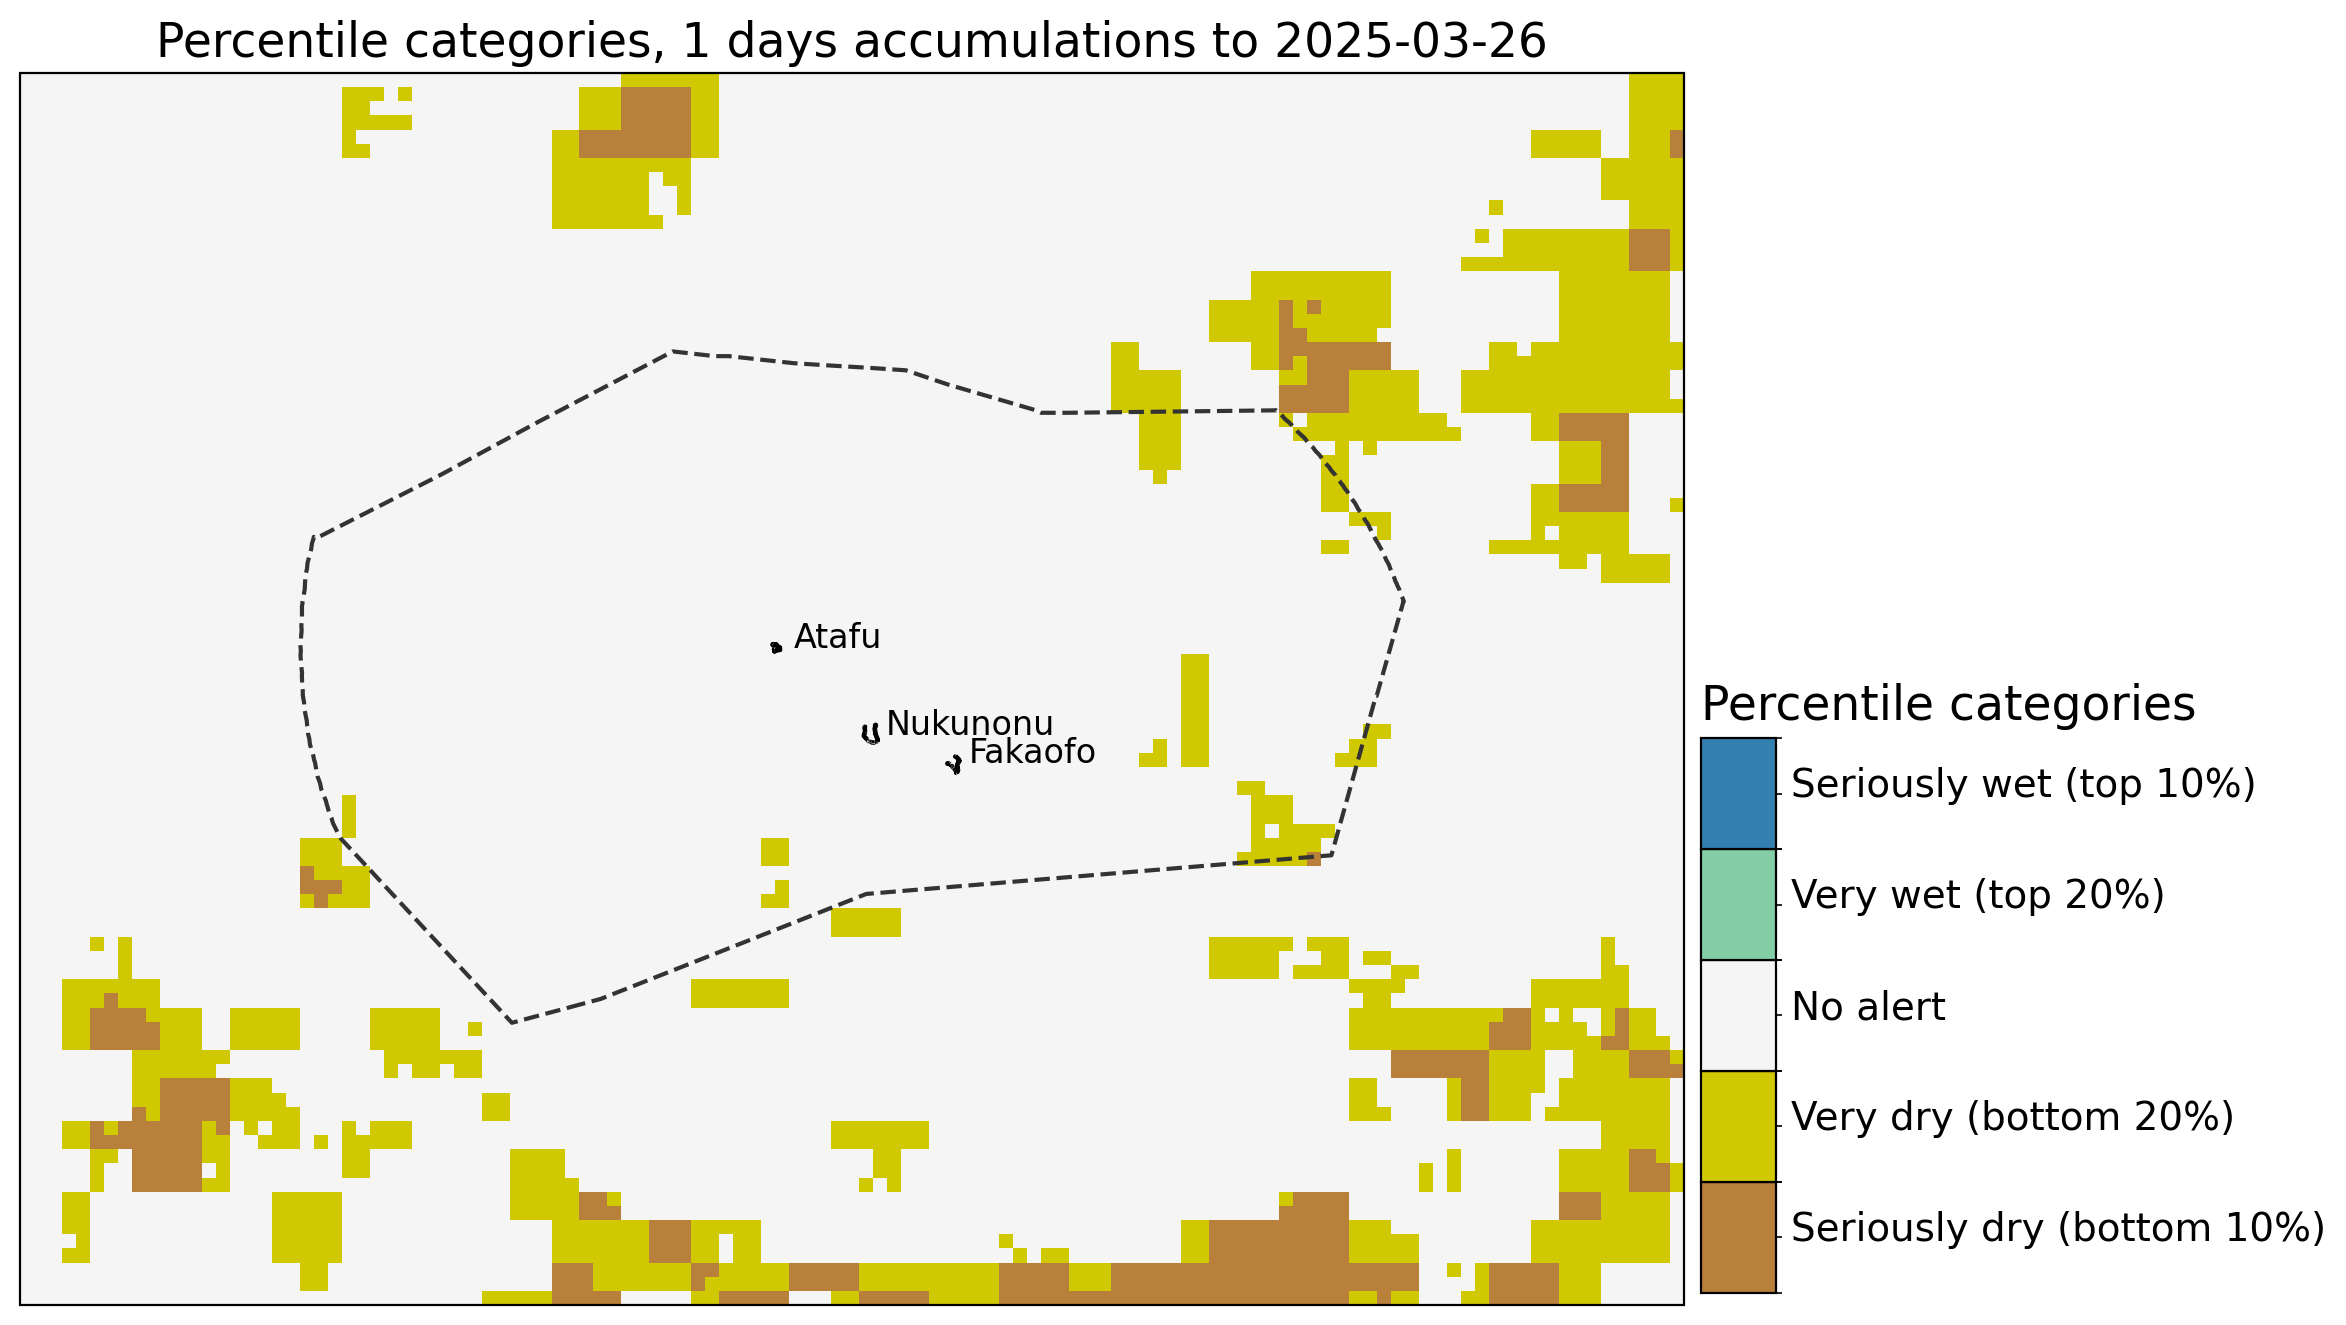 Percentile categories, 1 days accumulations to 2025-03-26
Atafu
Nukunonu
Fakaofo
Percentile categories
Seriously wet (top 10%)
Very wet (top 20%)
No alert
Very dry (bottom 20%)
Seriously dry (bottom 10%)